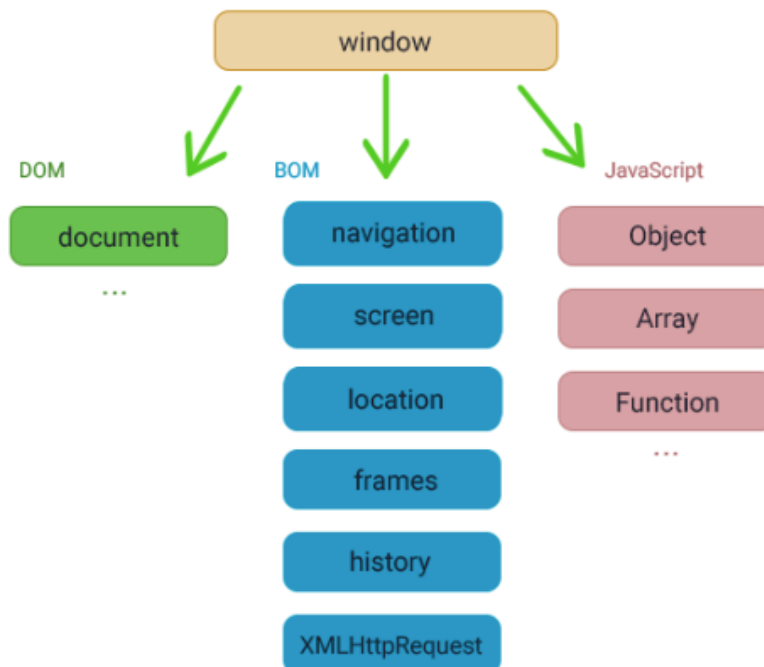 window
DOM
BOM
JavaScript
document
navigation
Object
...
screen
Array
location
Function
frames
...
history
XMLHttpRequest